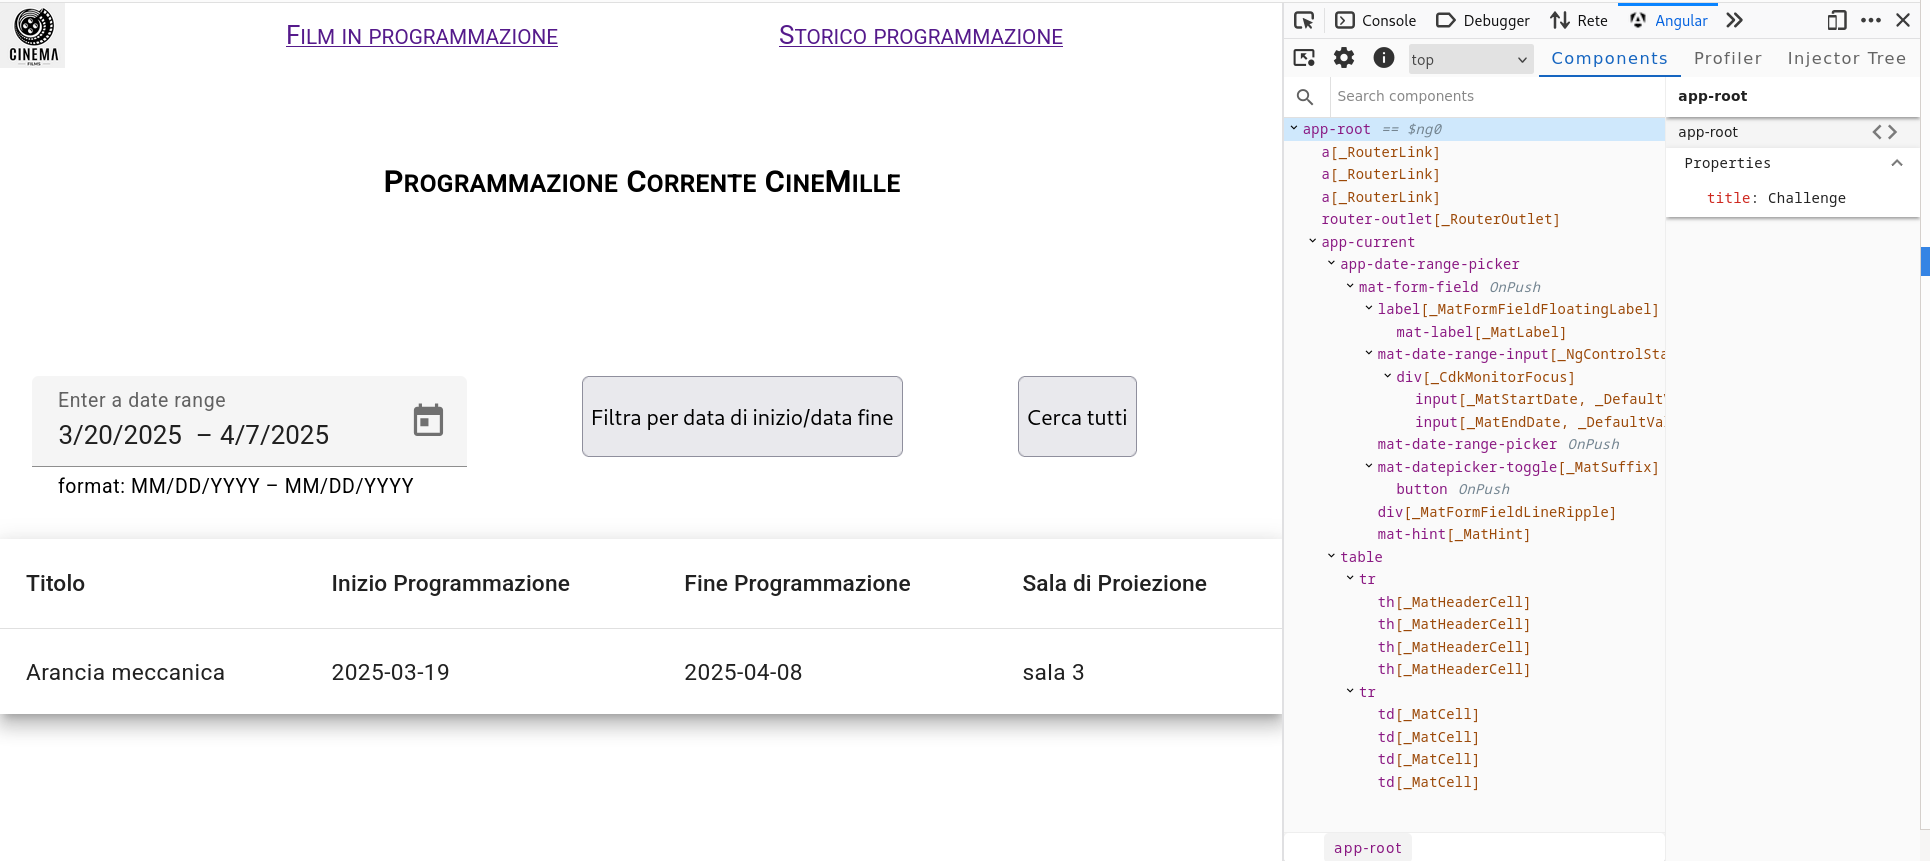 CINEMA
FILMS
FILM IN PROGRAMMAZIONE
STORICO PROGRAMMAZIONE
PROGRAMMAZIONE CORRENTE CINEMILLE
Enter a date range
3/20/2025 – 4/7/2025
format: MM/DD/YYYY – MM/DD/YYYY
Filtra per data di inizio/data fine
Cerca tutti
Titolo Inizio Programmazione Fine Programmazione Sala di Proiezione
Arancia meccanica 2025-03-19 2025-04-08 sala 3
Console Debugger Rete Angular
top Components Profiler Injector Tree
Search components
app-root == $ng0
a[_RouterLink]
a[_RouterLink]
a[_RouterLink]
router-outlet[_RouterOutlet]
app-current
app-date-range-picker
mat-form-field OnPush
label[_MatFormFieldFloatingLabel]
mat-label[_MatLabel]
mat-date-range-input[_NgControlSta
div[_CdkMonitorFocus]
input[_MatStartDate, _DefaultV
input[_MatEndDate, _DefaultVa
mat-date-range-picker OnPush
mat-datepicker-toggle[_MatSuffix]
button OnPush
div[_MatFormFieldLineRipple]
mat-hint[_MatHint]
table
tr
th[_MatHeaderCell]
th[_MatHeaderCell]
th[_MatHeaderCell]
th[_MatHeaderCell]
tr
td[_MatCell]
td[_MatCell]
td[_MatCell]
td[_MatCell]
app-root
app-root
app-root
Properties
title: Challenge